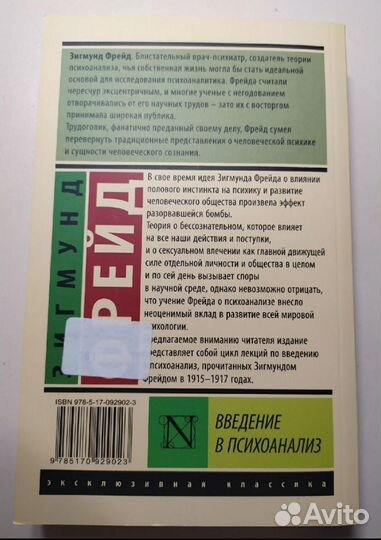 Зигмунд Фрейд. Блистательный врач-психиатр, создатель теории
психоанализа, чья собственная жизнь могла бы стать идеальной
основой для исследования психоаналитика. Фрейда считали
чересчур эксцентричным, и многие ученые с негодованием
отворачивались от его научных трудов – зато их с восторгом
принимала широкая публика.
Трудоголик, фанатично преданный своему делу, Фрейд сумел
перевернуть традиционные представления о человеческой психике
и сущности человеческого сознания.
ЗИГМУНД
ФРЕЙД
В свое время идея Зигмунда Фрейда о влиянии
полового инстинкта на психику и развитие
человеческого общества произвела эффект
разорвавшейся бомбы.
Теория о бессознательном, которое влияет
на все наши действия и поступки,
и о сексуальном влечении как главной движущей
силе отдельной личности и общества в целом
и по сей день вызывает споры
в научной среде, однако невозможно отрицать,
что учение Фрейда о психоанализе внесло
неоценимый вклад в развитие всей мировой
психологии.
Предлагаемое вниманию читателя издание
представляет собой цикл лекций по введению
психоанализ, прочитанных Зигмундом
Фрейдом в 1915–1917 годах.
ISBN 978-5-17-092902-3
9 785170 929023
N
ВВЕДЕНИЕ
В ПСИХОАНАЛИЗ
эксклюзивная классика
Avito